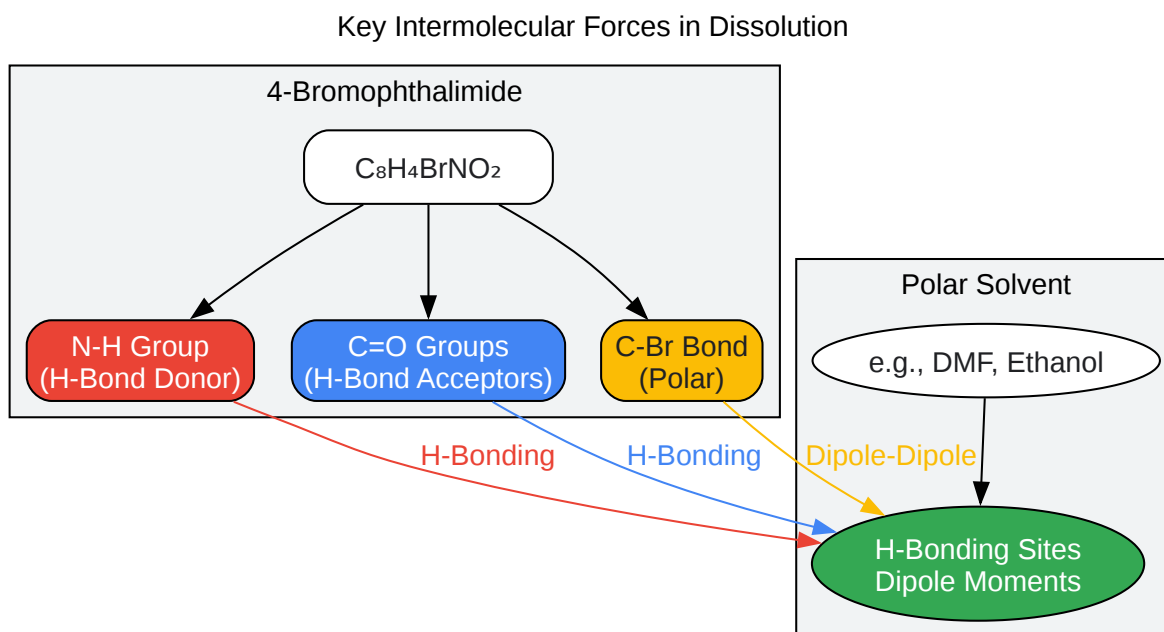 Key Intermolecular Forces in Dissolution
4-Bromophthalimide
C₈H₄BrNO₂
N-H Group
(H-Bond Donor)
C=O Groups
(H-Bond Acceptors)
C-Br Bond
(Polar)
Polar Solvent
e.g., DMF, Ethanol
H-Bonding
H-Bonding
Dipole-Dipole
H-Bonding Sites
Dipole Moments